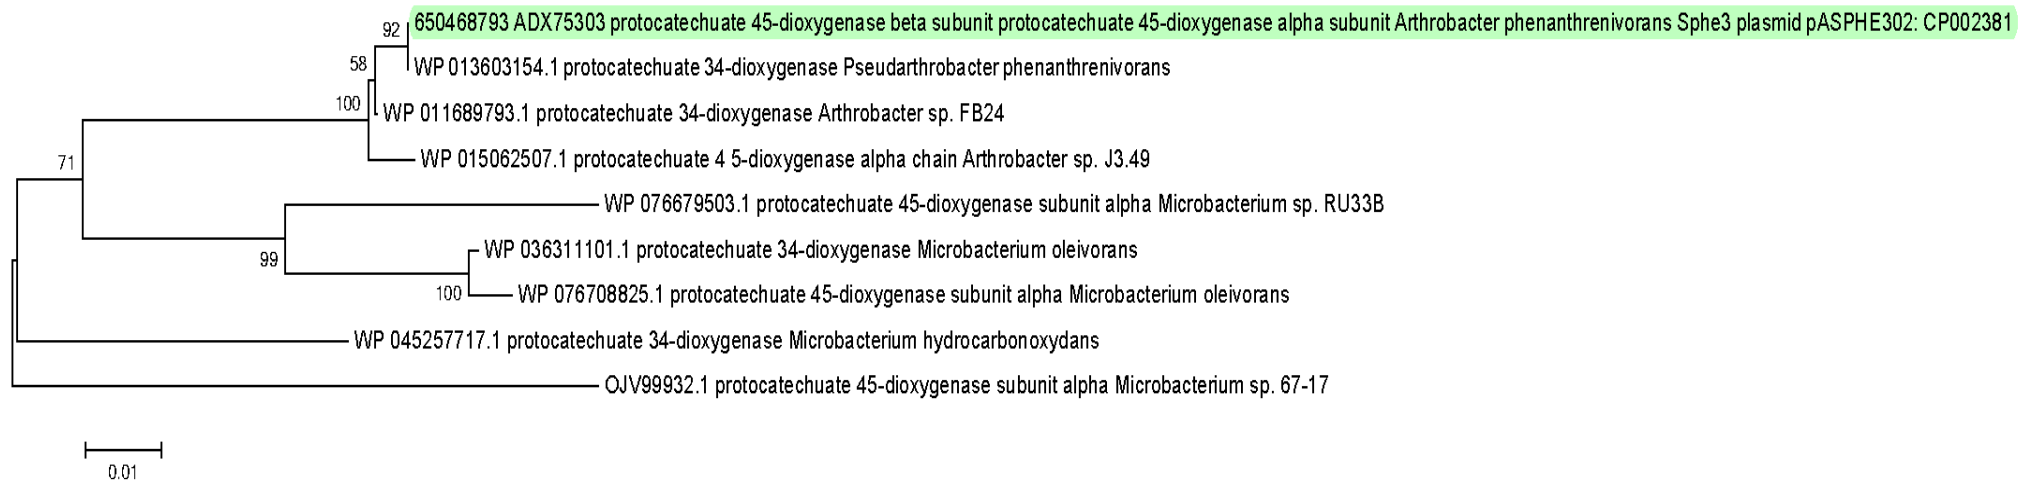 650468793 ADX75303 protocatechuate 45-dioxygenase beta subunit protocatechuate 45-dioxygenase alpha subunit Arthrobacter phenanthrenivorans Sphe3 plasmid pASPHE302: CP002381
92
WP 013603154.1 protocatechuate 34-dioxygenase Pseudarthrobacter phenanthrenivorans
58
100
WP 011689793.1 protocatechuate 34-dioxygenase Arthrobacter sp. FB24
WP 015062507.1 protocatechuate 4 5-dioxygenase alpha chain Arthrobacter sp. J3.49
71
WP 076679503.1 protocatechuate 45-dioxygenase subunit alpha Microbacterium sp. RU33B
WP 036311101.1 protocatechuate 34-dioxygenase Microbacterium oleivorans
99
100
WP 076708825.1 protocatechuate 45-dioxygenase subunit alpha Microbacterium oleivorans
WP 045257717.1 protocatechuate 34-dioxygenase Microbacterium hydrocarbonoxydans
OJV99932.1 protocatechuate 45-dioxygenase subunit alpha Microbacterium sp. 67-17
0.01